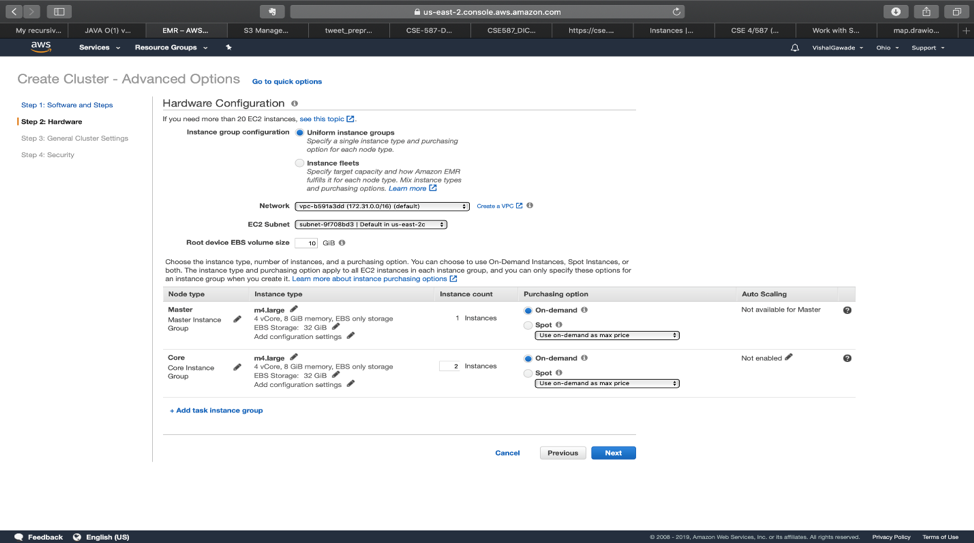 us-east-2.console.aws.amazon.com
My recursiv...
JAVA O(1) v...
EMR – AWS...
S3 Manage...
tweet_prepr...
CSE-587-D...
CSE587_DIC...
https://cse....
Instances |...
CSE 4/587 (...
Work with S...
map.drawio...
aws
Services
Resource Groups
VishalGawade
Ohio
Support
Create Cluster - Advanced Options
Go to quick options
Step 1: Software and Steps
Step 2: Hardware
Step 3: General Cluster Settings
Step 4: Security
Hardware Configuration
If you need more than 20 EC2 instances, see this topic.
Instance group configuration
Uniform instance groups
Specify a single instance type and purchasing
option for each node type.
Instance fleets
Specify target capacity and how Amazon EMR
fulfills it for each node type. Mix instance types
and purchasing options. Learn more
Network
vpc-b591a3dd (172.31.0.0/16) (default)
Create a VPC
EC2 Subnet
subnet-9f708bd3 | Default in us-east-2c
Root device EBS volume size
10 GiB
Choose the instance type, number of instances, and a purchasing option. You can choose to use On-Demand Instances, Spot Instances, or
both. The instance type and purchasing option apply to all EC2 instances in each instance group, and you can only specify these options for
an instance group when you create it. Learn more about instance purchasing options
Node type
Instance type
Instance count
Purchasing option
Auto Scaling
Master
Master Instance
Group
m4.large
4 vCore, 8 GiB memory, EBS only storage
EBS Storage: 32 GiB
Add configuration settings
1 Instances
On-demand
Spot
Use on-demand as max price
Not available for Master
Core
Core Instance
Group
m4.large
4 vCore, 8 GiB memory, EBS only storage
EBS Storage: 32 GiB
Add configuration settings
2 Instances
On-demand
Spot
Use on-demand as max price
Not enabled
+ Add task instance group
Cancel
Previous
Next
Feedback
English (US)
© 2008 - 2019, Amazon Web Services, Inc. or its affiliates. All rights reserved.
Privacy Policy
Terms of Use